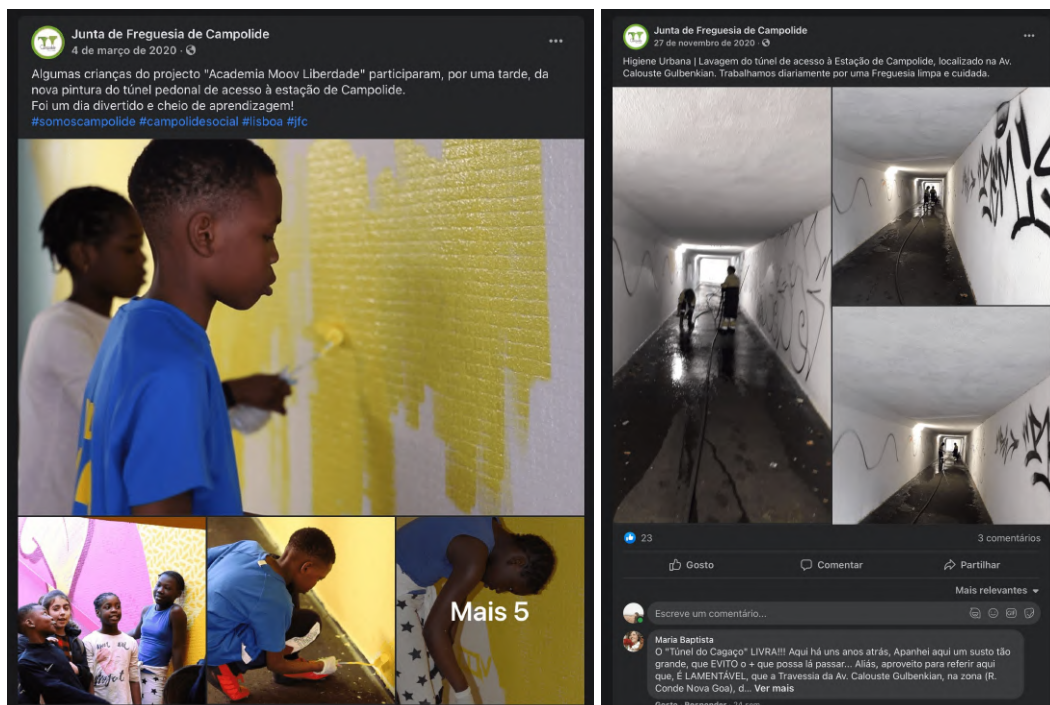 Junta de Freguesia de Campolide
4 de março de 2020 ·
Algumas crianças do projecto "Academia Moov Liberdade" participaram, por uma tarde, da
nova pintura do túnel pedonal de acesso à estação de Campolide.
Foi um dia divertido e cheio de aprendizagem!
#somoscampolide #campolidesocial #lisboa #jfc
Mais 5
Junta de Freguesia de Campolide
27 de novembro de 2020 ·
Higiene Urbana | Lavagem do túnel de acesso à Estação de Campolide, localizado na Av.
Calouste Gulbenkian. Trabalhamos diariamente por uma Freguesia limpa e cuidada.
23
3 comentários
Gosto
Comentar
Partilhar
Mais relevantes
Escreve um comentário...
GIF
Maria Baptista
O "Túnel do Cagaço" LIVRA!!! Aqui há uns anos atrás, Apanhei aqui um susto tão
grande, que EVITO o + que possa lá passar... Aliás, aproveito para referir aqui
que, É LAMENTÁVEL, que a Travessia da Av. Calouste Gulbenkian, na zona (R.
Conde Nova Goa), d... Ver mais
Gosto · Responder · 24 sem